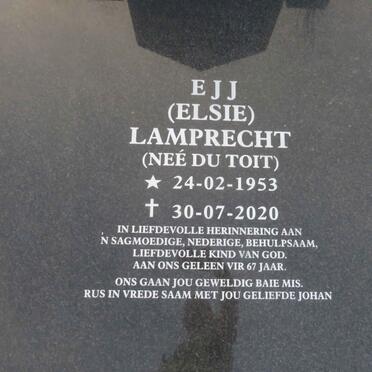 E J J
(ELSIE)
LAMPRECHT
(NEÉ DU TOIT)
★ 24-02-1953
✝ 30-07-2020
IN LIEFDEVOLLE HERINNERING AAN
'N SAGMOEDIGE, NEDERIGE, BEHULPSAAM,
LIEFDEVOLLE KIND VAN GOD.
AAN ONS GELEEN VIR 67 JAAR.
ONS GAAN JOU GEWELDIG BAIE MIS.
RUS IN VREDE SAAM MET JOU GELIEFDE JOHAN